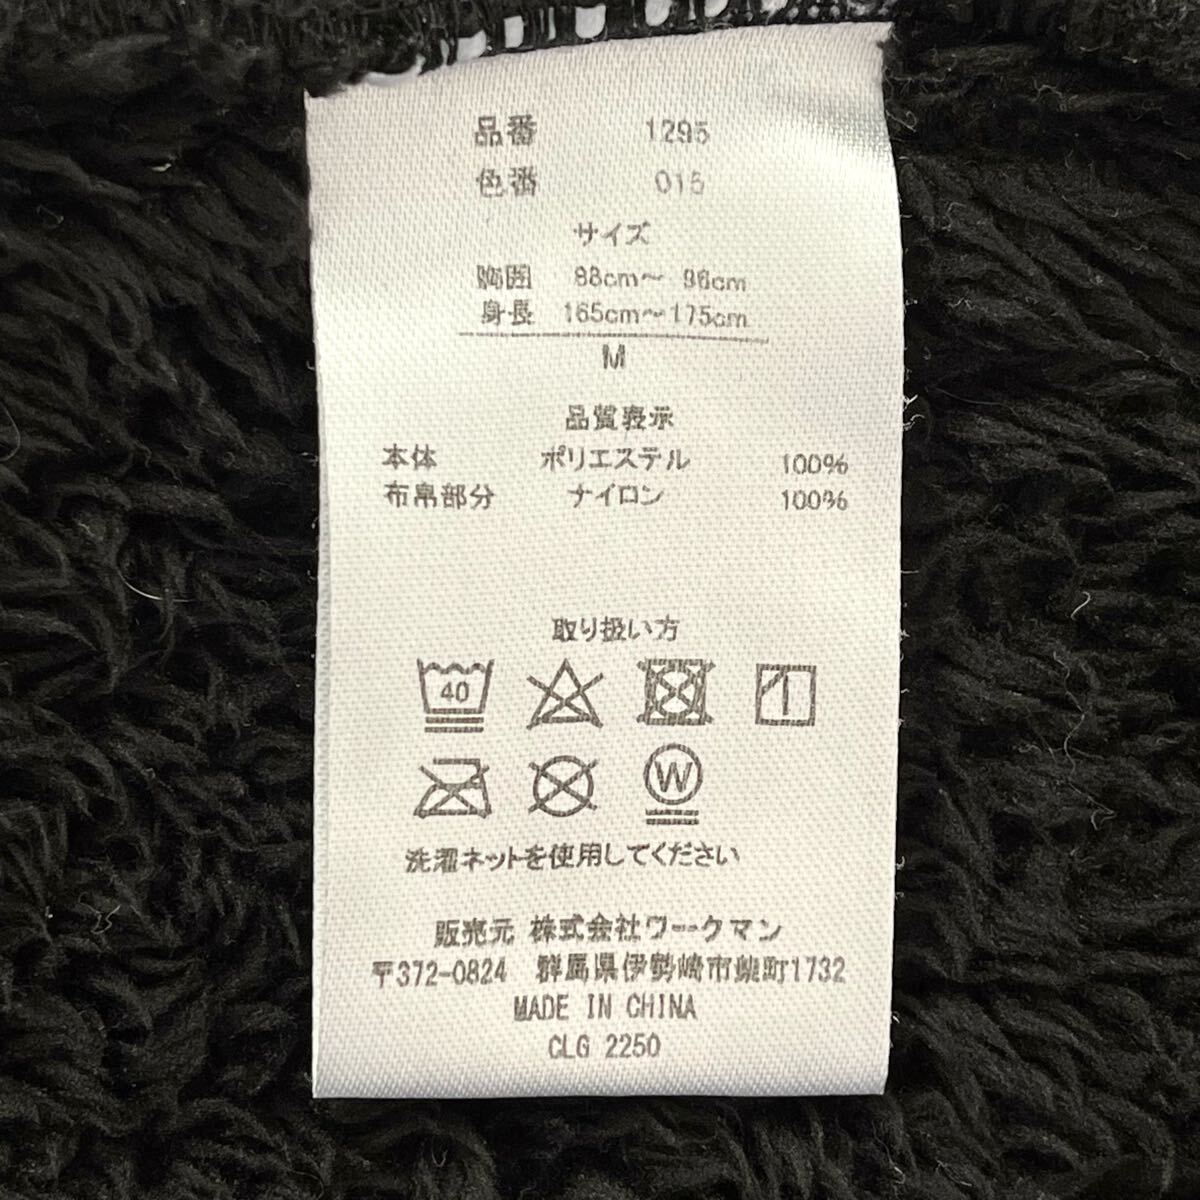 品番 1295
色番 015
サイズ
胸囲 88cm～ 96cm
身長 165cm～175cm
M
品質表示
本体 ポリエステル 100%
布帛部分 ナイロン 100%
取り扱い方
40
W
洗濯ネットを使用してください
販売元 株式会社ワークマン
〒372-0824 群馬県伊勢崎市柴町1732
MADE IN CHINA
CLG 2250